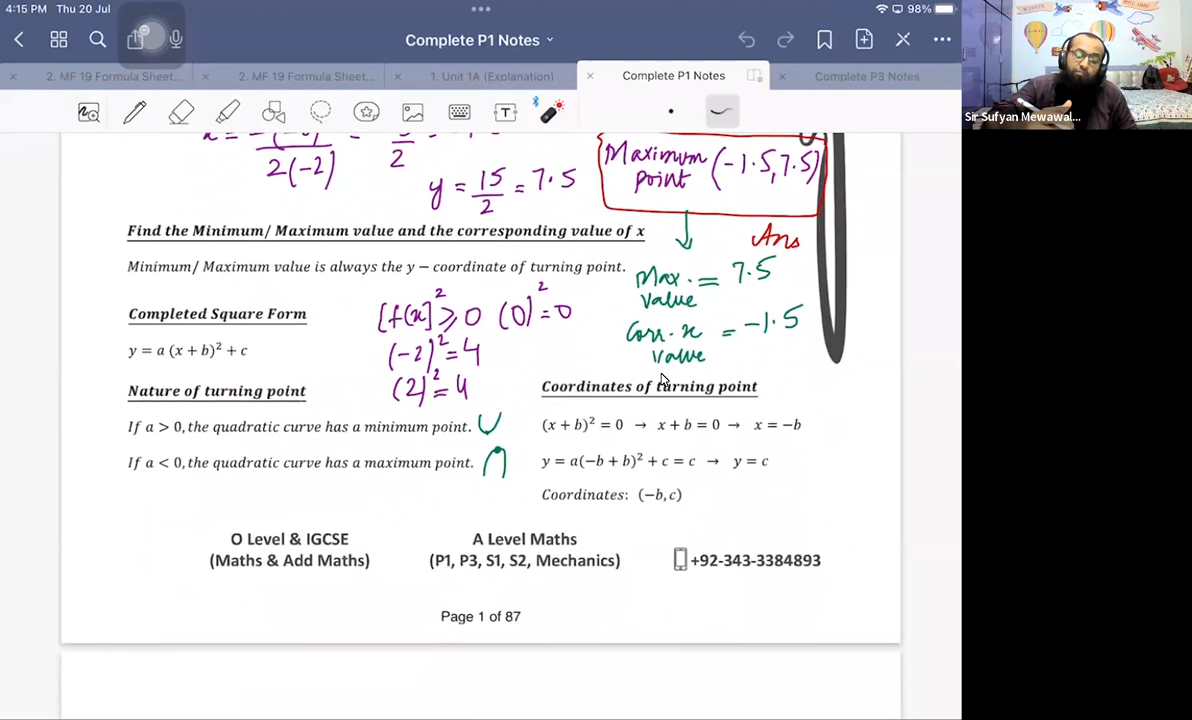 4:15 PM Thu 20 Jul
98%
Complete P1 Notes
2. MF 19 Formula Sheet...
2. MF 19 Formula Sheet...
1. Unit 1A (Explanation)
Complete P1 Notes
Complete P3 Notes
Sir Sufyan Mewawal...
2(-2)
2
y = 15/2 = 7.5
Maximum point (-1.5, 7.5)
Ans
Find the Minimum/ Maximum value and the corresponding value of x
Minimum/ Maximum value is always the y − coordinate of turning point.
Max. value = 7.5
Corr. x value = -1.5
Completed Square Form
y = a (x + b)² + c
[f(x)]² ≥ 0 (0)² = 0
(-2)² = 4
(2)² = 4
Nature of turning point
If a > 0, the quadratic curve has a minimum point.
If a < 0, the quadratic curve has a maximum point.
Coordinates of turning point
(x + b)² = 0 → x + b = 0 → x = −b
y = a(−b + b)² + c = c → y = c
Coordinates: (−b, c)
O Level & IGCSE
(Maths & Add Maths)
A Level Maths
(P1, P3, S1, S2, Mechanics)
+92-343-3384893
Page 1 of 87